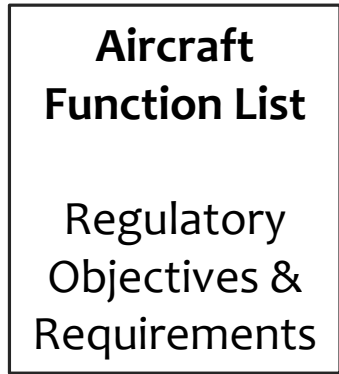 Aircraft
Function List
Regulatory
Objectives &
Requirements